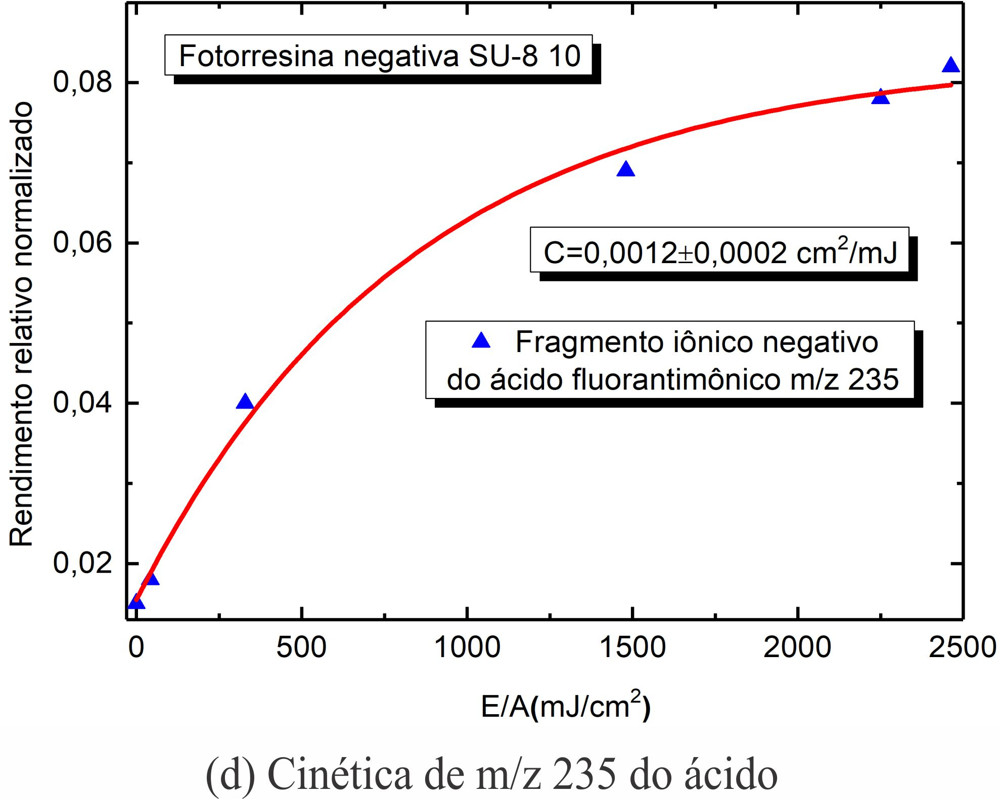 Fotorresina negativa SU-8 10
0,08
0,06
0,04
0,02
Rendimento relativo normalizado
C=0,0012±0,0002 cm²/mJ
Fragmento iônico negativo
do ácido fluorantimônico m/z 235
0 500 1000 1500 2000 2500
E/A(mJ/cm²)
(d) Cinética de m/z 235 do ácido